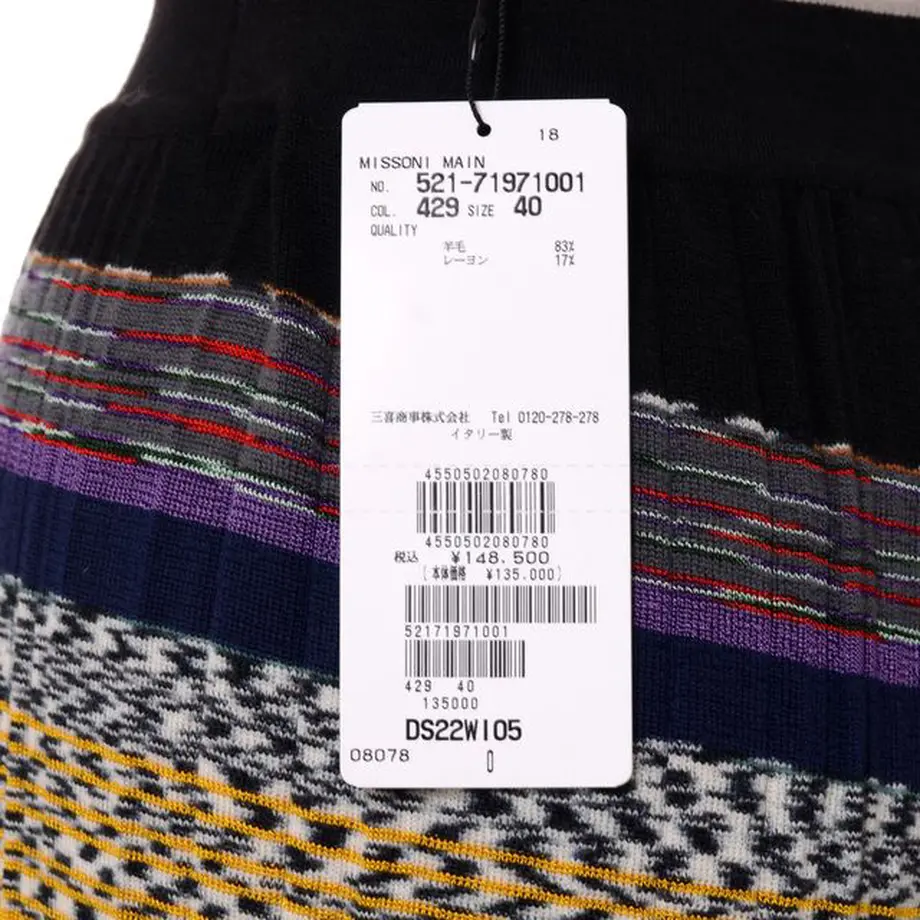 18
MISSONI MAIN
NO. 521-71971001
COL. 429 SIZE 40
QUALITY
羊毛 83%
レーヨン 17%
三喜商事株式会社 Tel 0120-278-278
イタリー製
4550502080780
4550502080780
税込 ¥148.500
(本体価格 ¥135.000)
52171971001
429 40
135000
DS22WI05
08078 0